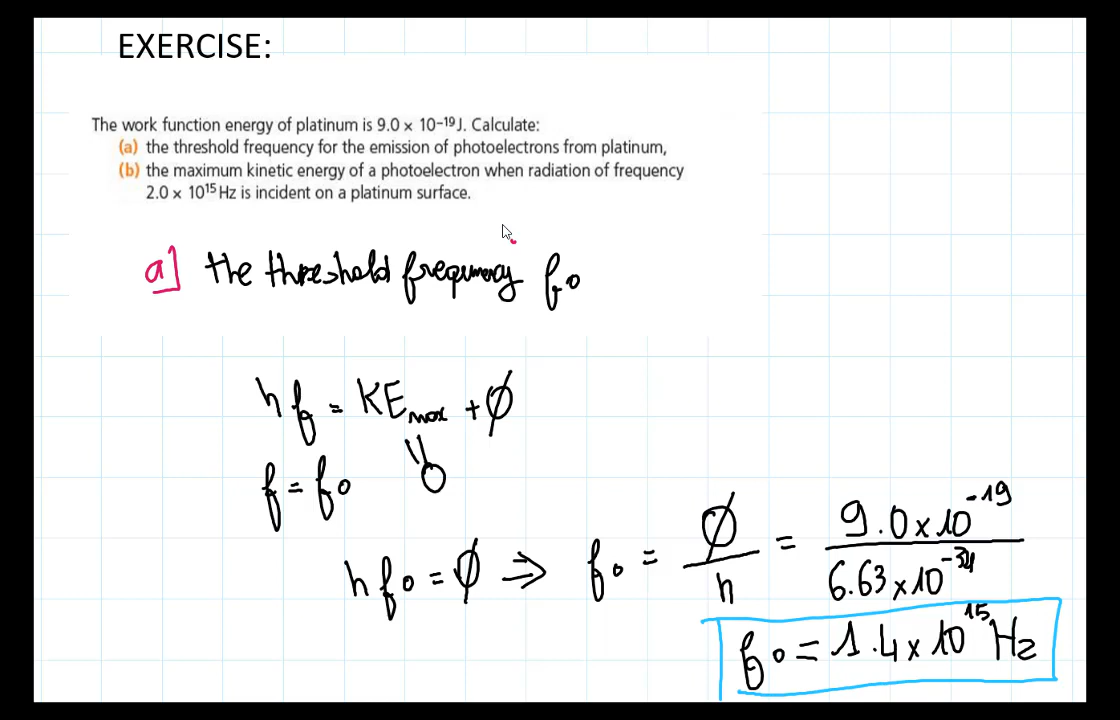 EXERCISE:
The work function energy of platinum is 9.0 × 10⁻¹⁹ J. Calculate:
(a) the threshold frequency for the emission of photoelectrons from platinum,
(b) the maximum kinetic energy of a photoelectron when radiation of frequency
2.0 × 10¹⁵ Hz is incident on a platinum surface.
a] the threshold frequency f₀
hf = KE max + ϕ
f = f₀ 0
hf₀ = ϕ ⇒ f₀ = ϕ/h = 9.0×10⁻¹⁹/6.63×10⁻³⁴
f₀ = 1.4×10¹⁵ Hz